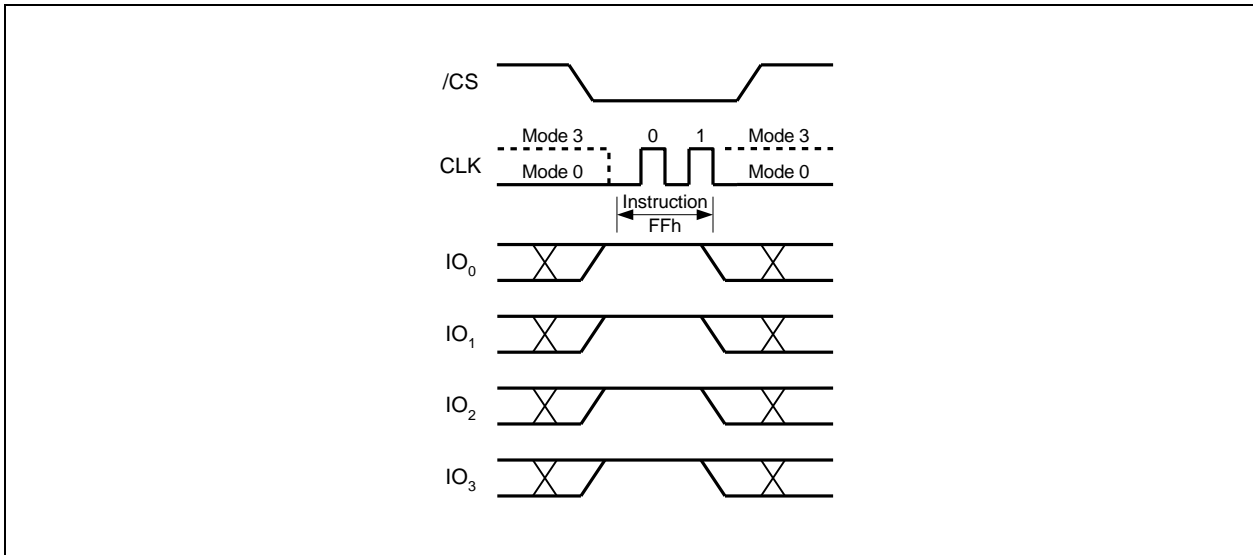 /CS
Mode 3 0 1 Mode 3
CLK
Mode 0 Mode 0
Instruction
FFh
IO0
IO1
IO2
IO3